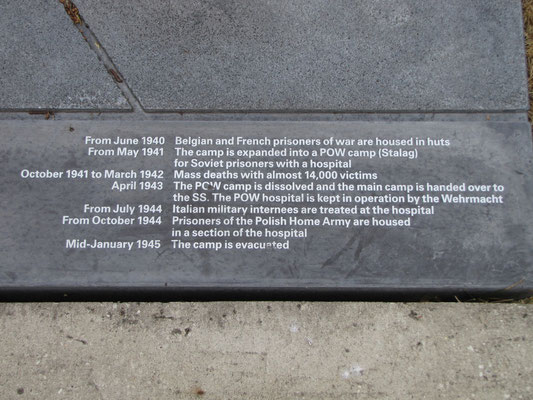 From June 1940 Belgian and French prisoners of war are housed in huts
From May 1941 The camp is expanded into a POW camp (Stalag)
for Soviet prisoners with a hospital
October 1941 to March 1942 Mass deaths with almost 14,000 victims
April 1943 The POW camp is dissolved and the main camp is handed over to
the SS. The POW hospital is kept in operation by the Wehrmacht
From July 1944 Italian military internees are treated at the hospital
From October 1944 Prisoners of the Polish Home Army are housed
in a section of the hospital
Mid-January 1945 The camp is evacuated